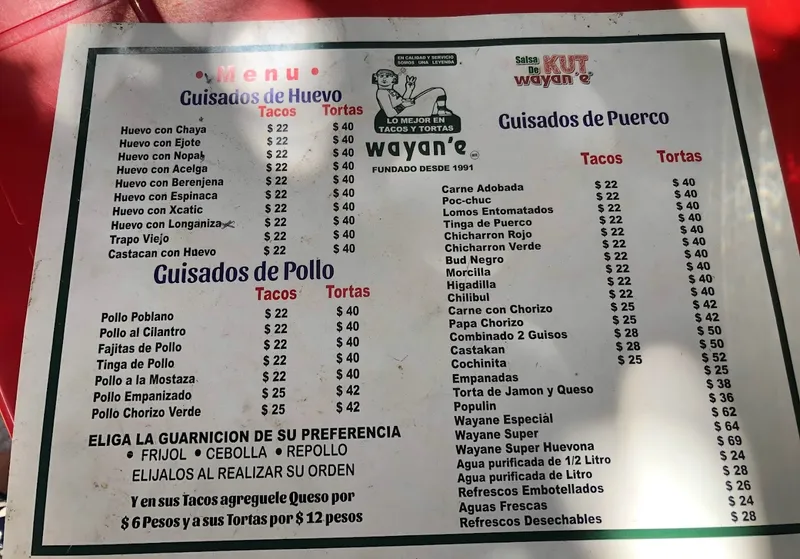 EN CALIDAD Y SERVICIO
SOMOS UNA LEYENDA
LO MEJOR EN
TACOS Y TORTAS
wayan'e
FUNDADO DESDE 1991
Salsa
De KUT
wayan'e
• Menu •
Guisados de Huevo
Tacos Tortas
Huevo con Chaya $ 22 $ 40
Huevo con Ejote $ 22 $ 40
Huevo con Nopal $ 22 $ 40
Huevo con Acelga $ 22 $ 40
Huevo con Berenjena $ 22 $ 40
Huevo con Espinaca $ 22 $ 40
Huevo con Xcatic $ 22 $ 40
Huevo con Longaniza $ 22 $ 40
Trapo Viejo $ 22 $ 40
Castacan con Huevo $ 22 $ 40
Guisados de Pollo
Tacos Tortas
Pollo Poblano $ 22 $ 40
Pollo al Cilantro $ 22 $ 40
Fajitas de Pollo $ 22 $ 40
Tinga de Pollo $ 22 $ 40
Pollo a la Mostaza $ 22 $ 40
Pollo Empanizado $ 25 $ 42
Pollo Chorizo Verde $ 25 $ 42
ELIGA LA GUARNICION DE SU PREFERENCIA
• FRIJOL • CEBOLLA • REPOLLO
ELIJALOS AL REALIZAR SU ORDEN
Y en sus Tacos agreguele Queso por
$ 6 Pesos y a sus Tortas por $ 12 pesos
Guisados de Puerco
Tacos Tortas
Carne Adobada $ 22 $ 40
Poc-chuc $ 22 $ 40
Lomos Entomatados $ 22 $ 40
Tinga de Puerco $ 22 $ 40
Chicharron Rojo $ 22 $ 40
Chicharron Verde $ 22 $ 40
Bud Negro $ 22 $ 40
Morcilla $ 22 $ 40
Higadilla $ 22 $ 40
Chilibul $ 22 $ 40
Carne con Chorizo $ 25 $ 42
Papa Chorizo $ 25 $ 42
Combinado 2 Guisos $ 28 $ 50
Castakan $ 28 $ 50
Cochinita $ 25 $ 52
Empanadas $ 25
Torta de Jamon y Queso $ 38
Populin $ 36
Wayane Especiál $ 62
Wayane Super $ 64
Wayane Super Huevona $ 69
Agua purificada de 1/2 Litro $ 24
Agua purificada de Litro $ 28
Refrescos Embotellados $ 26
Aguas Frescas $ 24
Refrescos Desechables $ 28